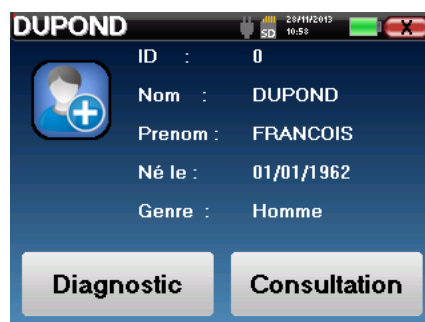 DUPOND
SD
28/11/2013
10:58
X
ID : 0
Nom : DUPOND
Prenom : FRANCOIS
Né le : 01/01/1962
Genre : Homme
Diagnostic
Consultation